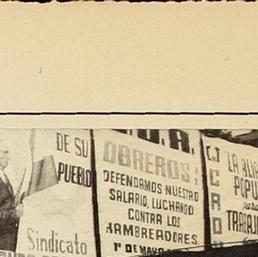 DE SU
PUEBLO
Sindicato
OBREROS:
DEFENDAMOS NUESTRO
SALARIO, LUCHANDO
CONTRA LOS
HAMBREADORES
1º DE MAYO
C.T.C.R.
LA ALIA
POPU
para
TRABAJ